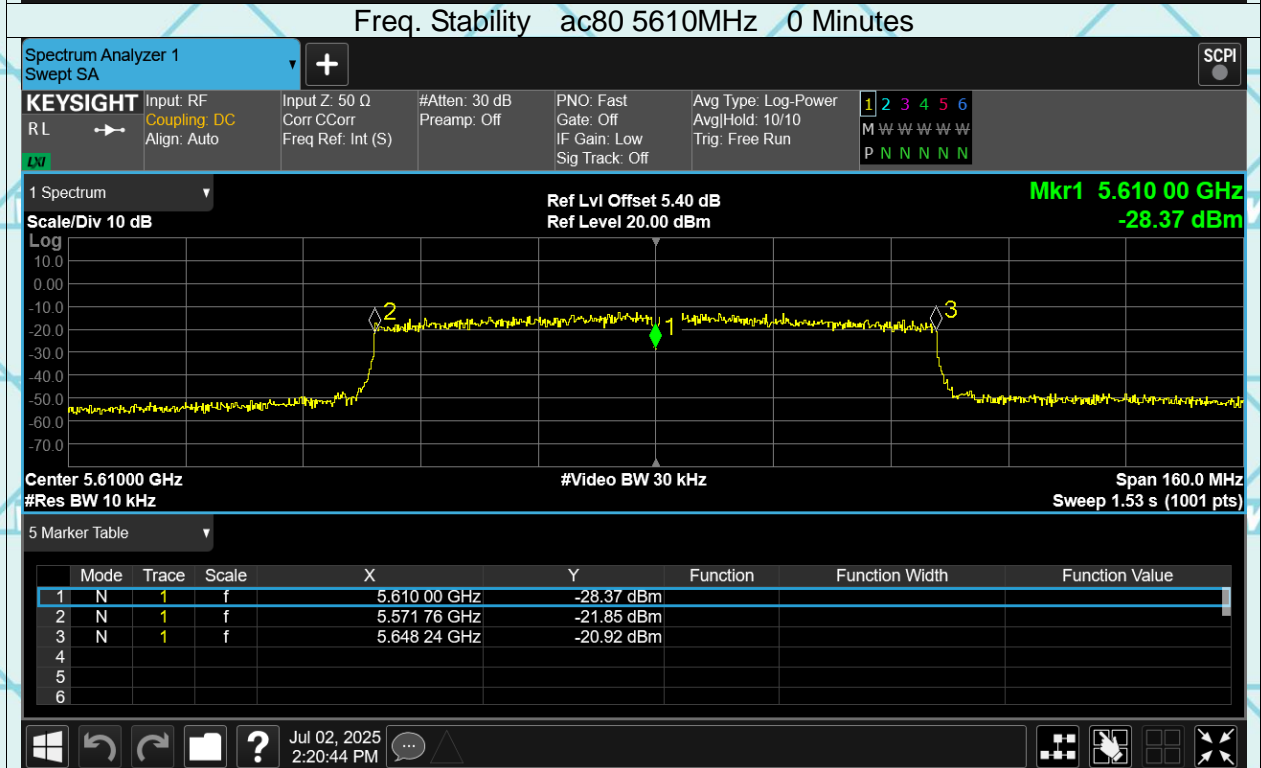 Freq. Stability ac80 5610MHz 0 Minutes
Spectrum Analyzer 1
Swept SA
+
SCPI
KEYSIGHT
RL
LXI
Input: RF
Coupling: DC
Align: Auto
Input Z: 50 Ω
Corr CCorr
Freq Ref: Int (S)
#Atten: 30 dB
Preamp: Off
PNO: Fast
Gate: Off
IF Gain: Low
Sig Track: Off
Avg Type: Log-Power
Avg|Hold: 10/10
Trig: Free Run
1 2 3 4 5 6
M W W W W W
P N N N N N
1 Spectrum
Scale/Div 10 dB
Ref Lvl Offset 5.40 dB
Ref Level 20.00 dBm
Mkr1 5.610 00 GHz
-28.37 dBm
Log
10.0
0.00
-10.0
-20.0
-30.0
-40.0
-50.0
-60.0
-70.0
2
1
3
Center 5.61000 GHz
#Video BW 30 kHz
Span 160.0 MHz
#Res BW 10 kHz
Sweep 1.53 s (1001 pts)
5 Marker Table
Mode Trace Scale X Y Function Function Width Function Value
1 N 1 f 5.610 00 GHz -28.37 dBm
2 N 1 f 5.571 76 GHz -21.85 dBm
3 N 1 f 5.648 24 GHz -20.92 dBm
4
5
6
?
Jul 02, 2025
2:20:44 PM